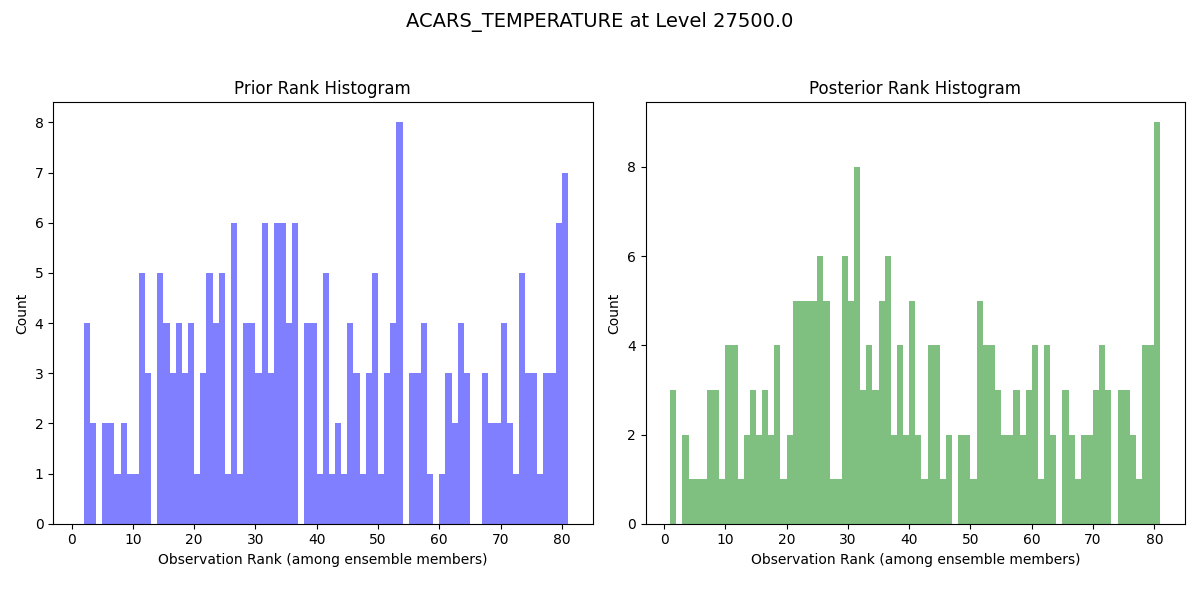 ACARS_TEMPERATURE at Level 27500.0
Prior Rank Histogram
Count
8
7
6
5
4
3
2
1
0
0 10 20 30 40 50 60 70 80
Observation Rank (among ensemble members)
Posterior Rank Histogram
Count
8
6
4
2
0
0 10 20 30 40 50 60 70 80
Observation Rank (among ensemble members)